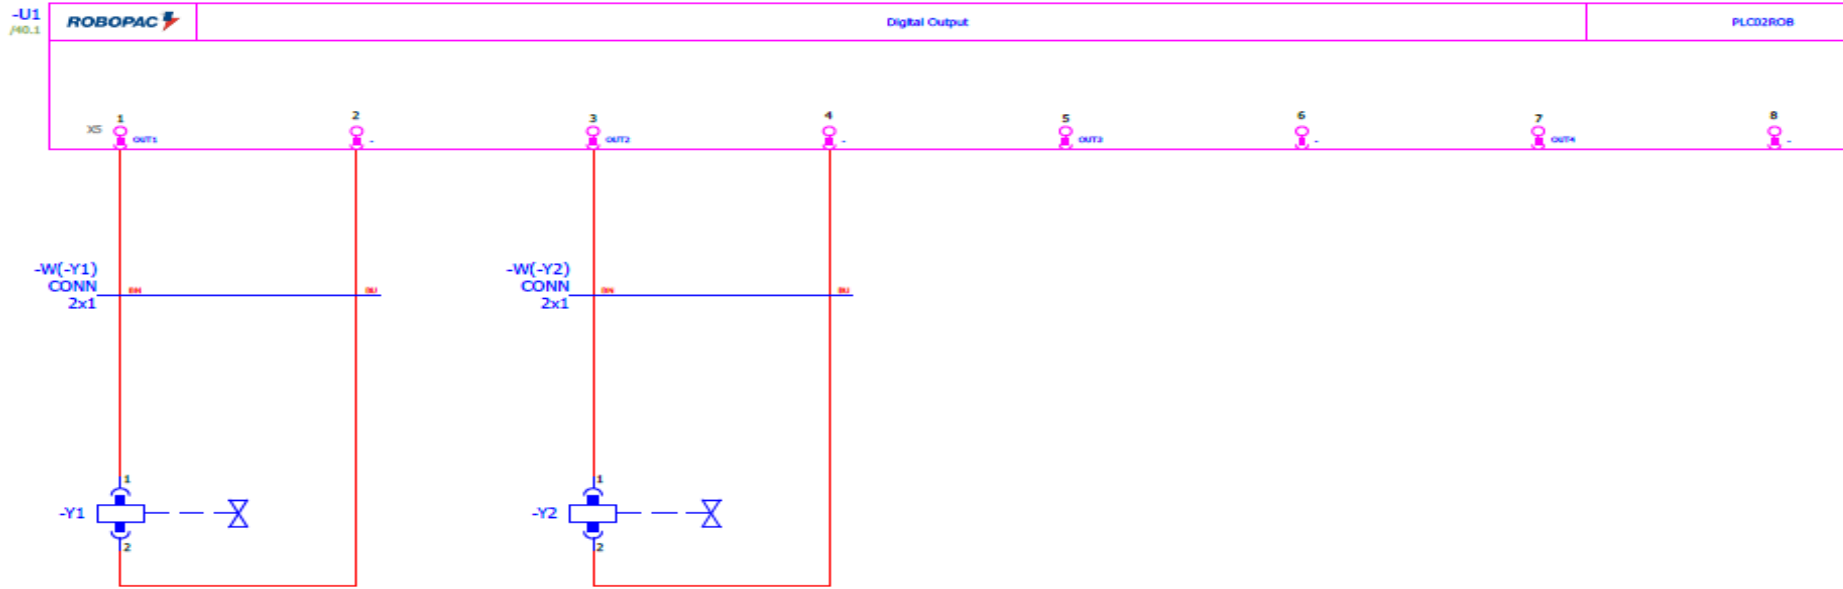 -U1
/40.1
ROBOPAC
Digital Output
PLC02ROB
1 2 3 4 5 6 7 8
X5 OUT1 - OUT2 - OUT3 - OUT4 -
-W(-Y1)
CONN
2x1
BN BU
-W(-Y2)
CONN
2x1
BN BU
1
-Y1
2
1
-Y2
2